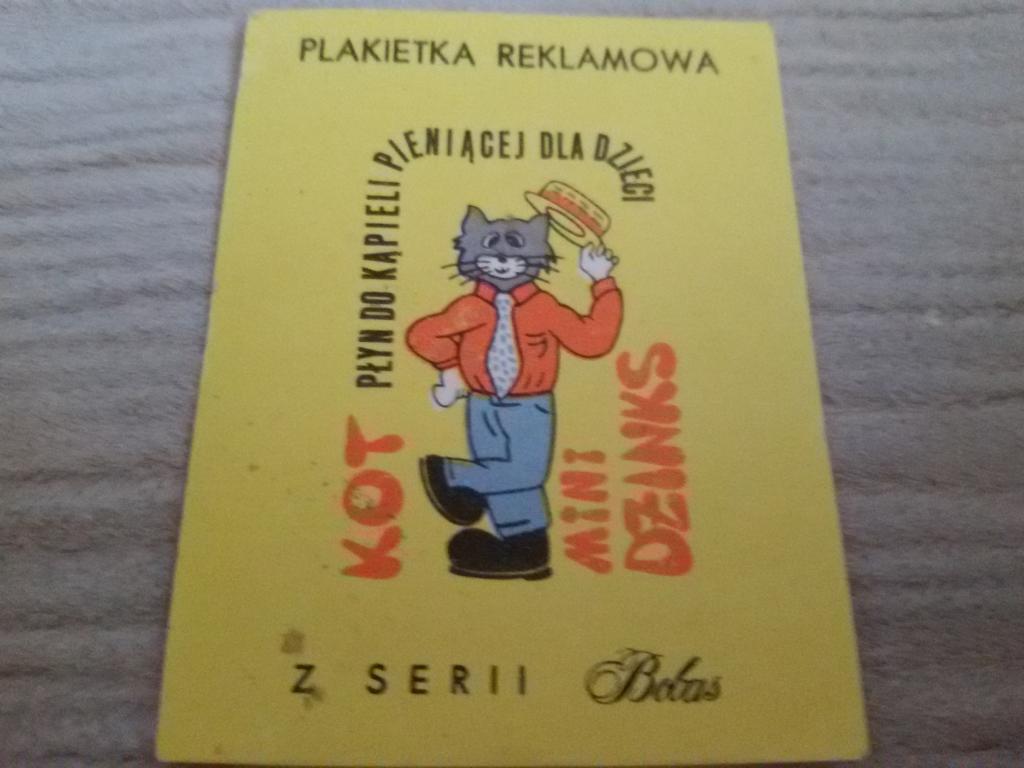 PLAKIETKA REKLAMOWA
PŁYN DO KĄPIELI PIENIĄCEJ DLA DZIECI
KOT
MINI
DŻINKS
Z SERII Bobas